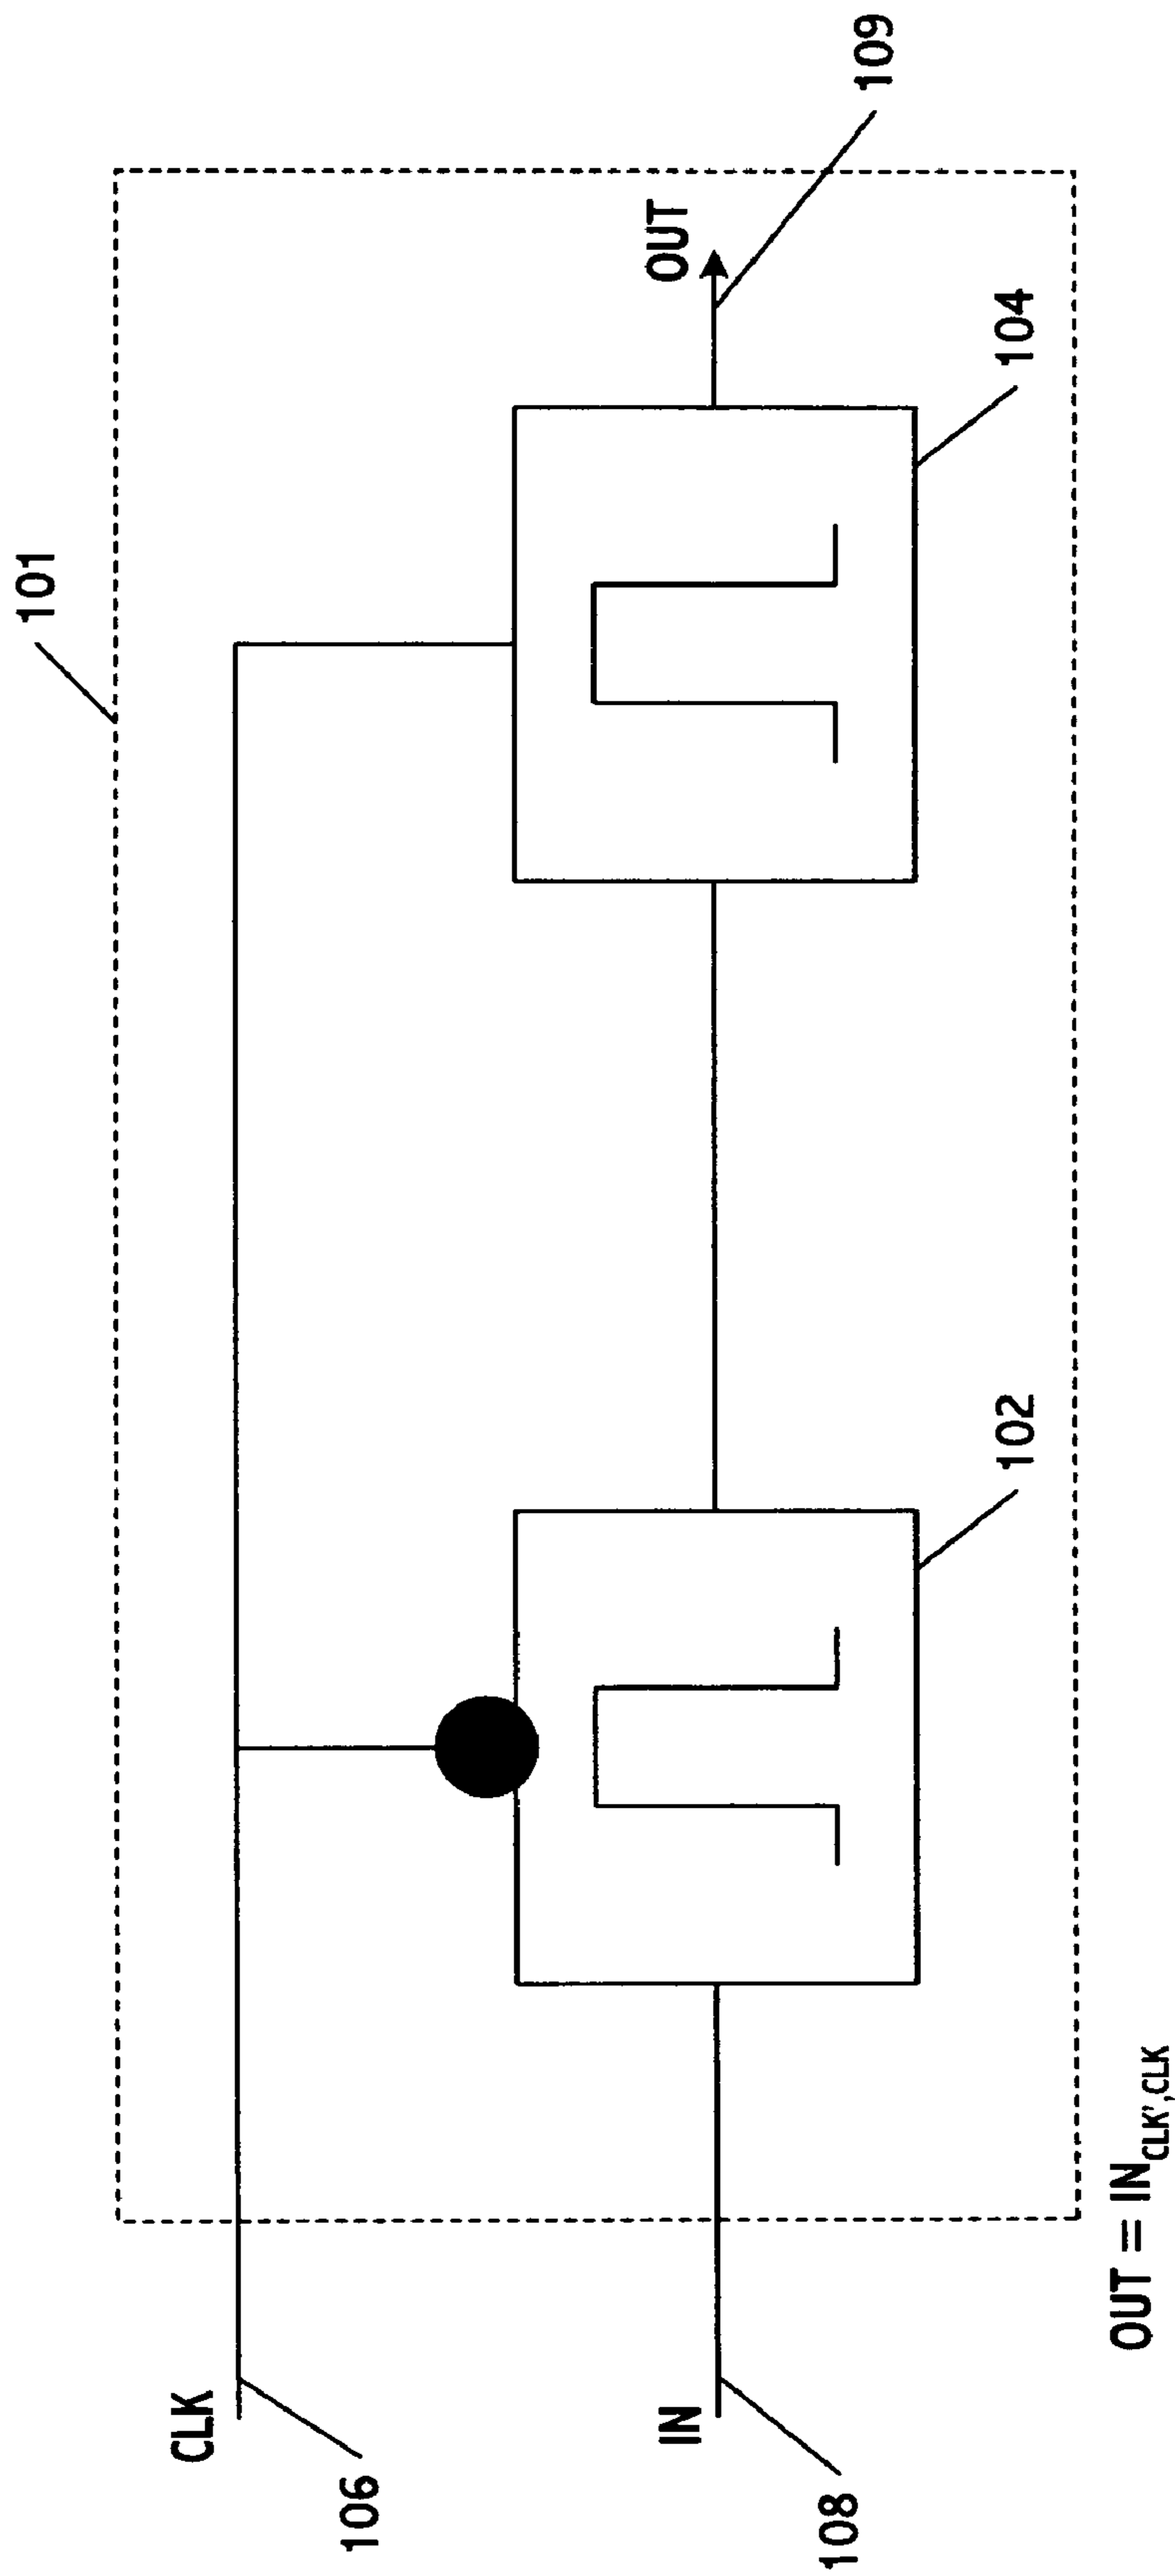 101
CLK
106
IN
108
OUT
109
104
102
OUT = IN_CLK',CLK